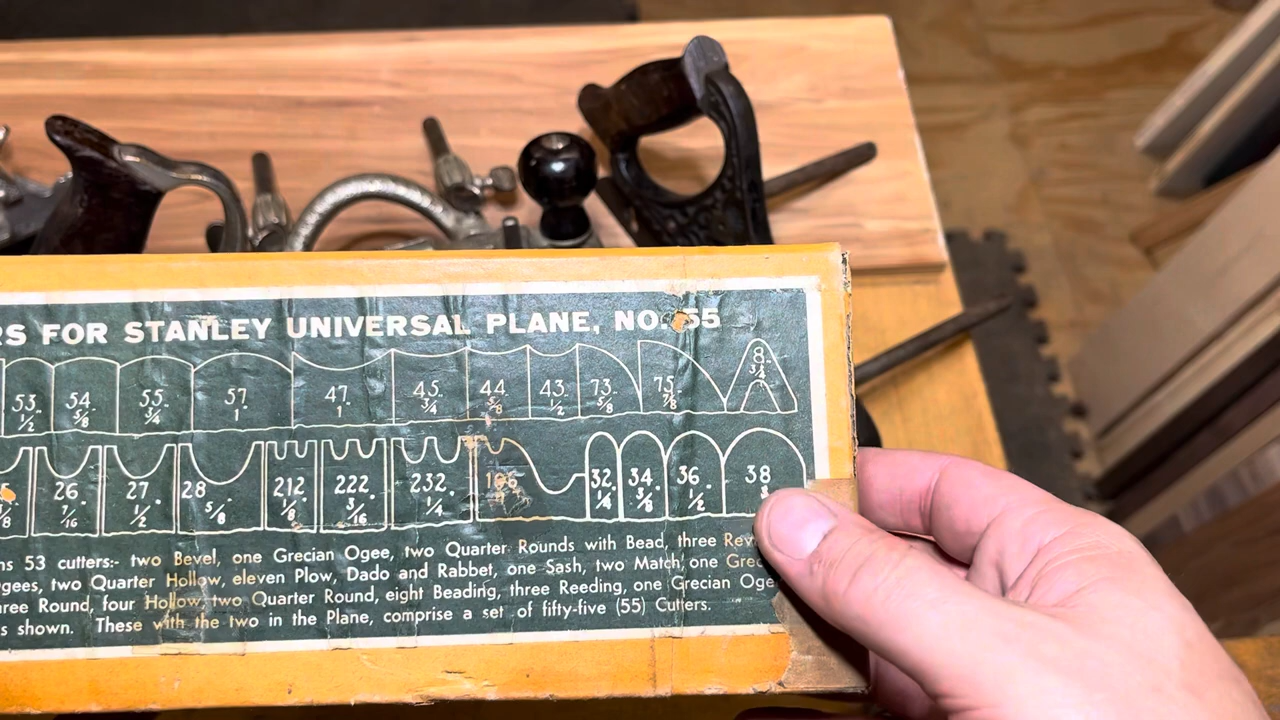 RS FOR STANLEY UNIVERSAL PLANE, NO. 55
53. 54. 55. 57. 47. 45. 44. 43. 73. 75. 8.
1/2 5/8 3/4 1 1 3/4 5/8 1/2 5/8 7/8 3/4
26. 27. 28 212. 222. 232. 32. 34. 36. 38
1/8 7/16 1/2 5/8 1/8 3/16 1/4 1/4 3/8 1/2
ns 53 cutters:- two Bevel, one Grecian Ogee, two Quarter Rounds with Bead, three Rev
gees, two Quarter Hollow, eleven Plow, Dado and Rabbet, one Sash, two Match, one Grec
hree Round, four Hollow, two Quarter Round, eight Beading, three Reeding, one Grecian Oge
s shown. These with the two in the Plane, comprise a set of fifty-five (55) Cutters.